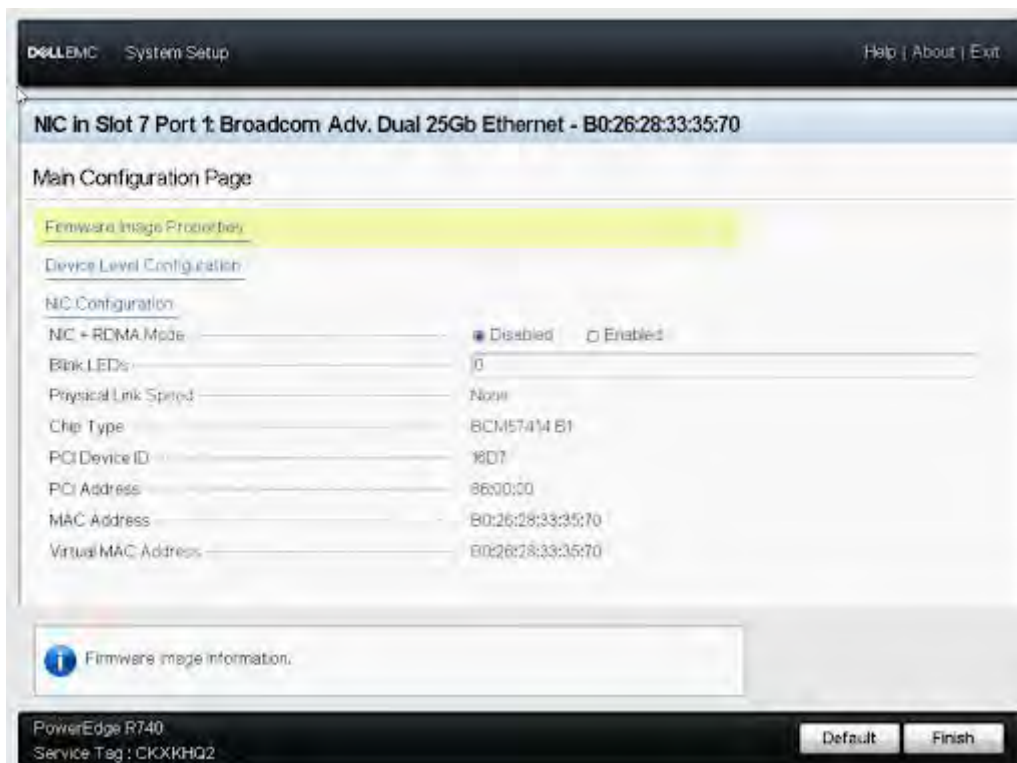 DELLEMC System Setup Help | About | Exit
NIC in Slot 7 Port 1: Broadcom Adv. Dual 25Gb Ethernet - B0:26:28:33:35:70
Main Configuration Page
Firmware Image Properties
Device Level Configuration
NIC Configuration
NIC + RDMA Mode Disabled Enabled
Blink LEDs 0
Physical Link Speed None
Chip Type BCM57414 B1
PCI Device ID 16D7
PCI Address 86:00:00
MAC Address B0:26:28:33:35:70
Virtual MAC Address B0:26:28:33:35:70
Firmware image information.
PowerEdge R740
Service Tag : CKXKHQ2
Default Finish